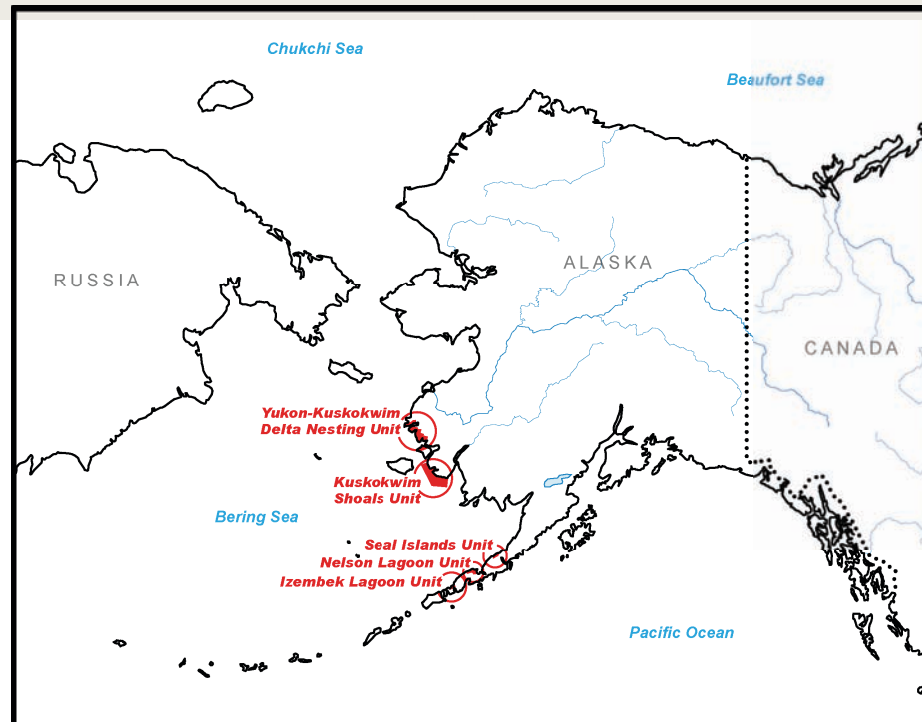 Chukchi Sea
Beaufort Sea
ALASKA
RUSSIA
CANADA
Yukon-Kuskokwim
Delta Nesting Unit
Kuskokwim
Shoals Unit
Bering Sea
Seal Islands Unit
Nelson Lagoon Unit
Izembek Lagoon Unit
Pacific Ocean